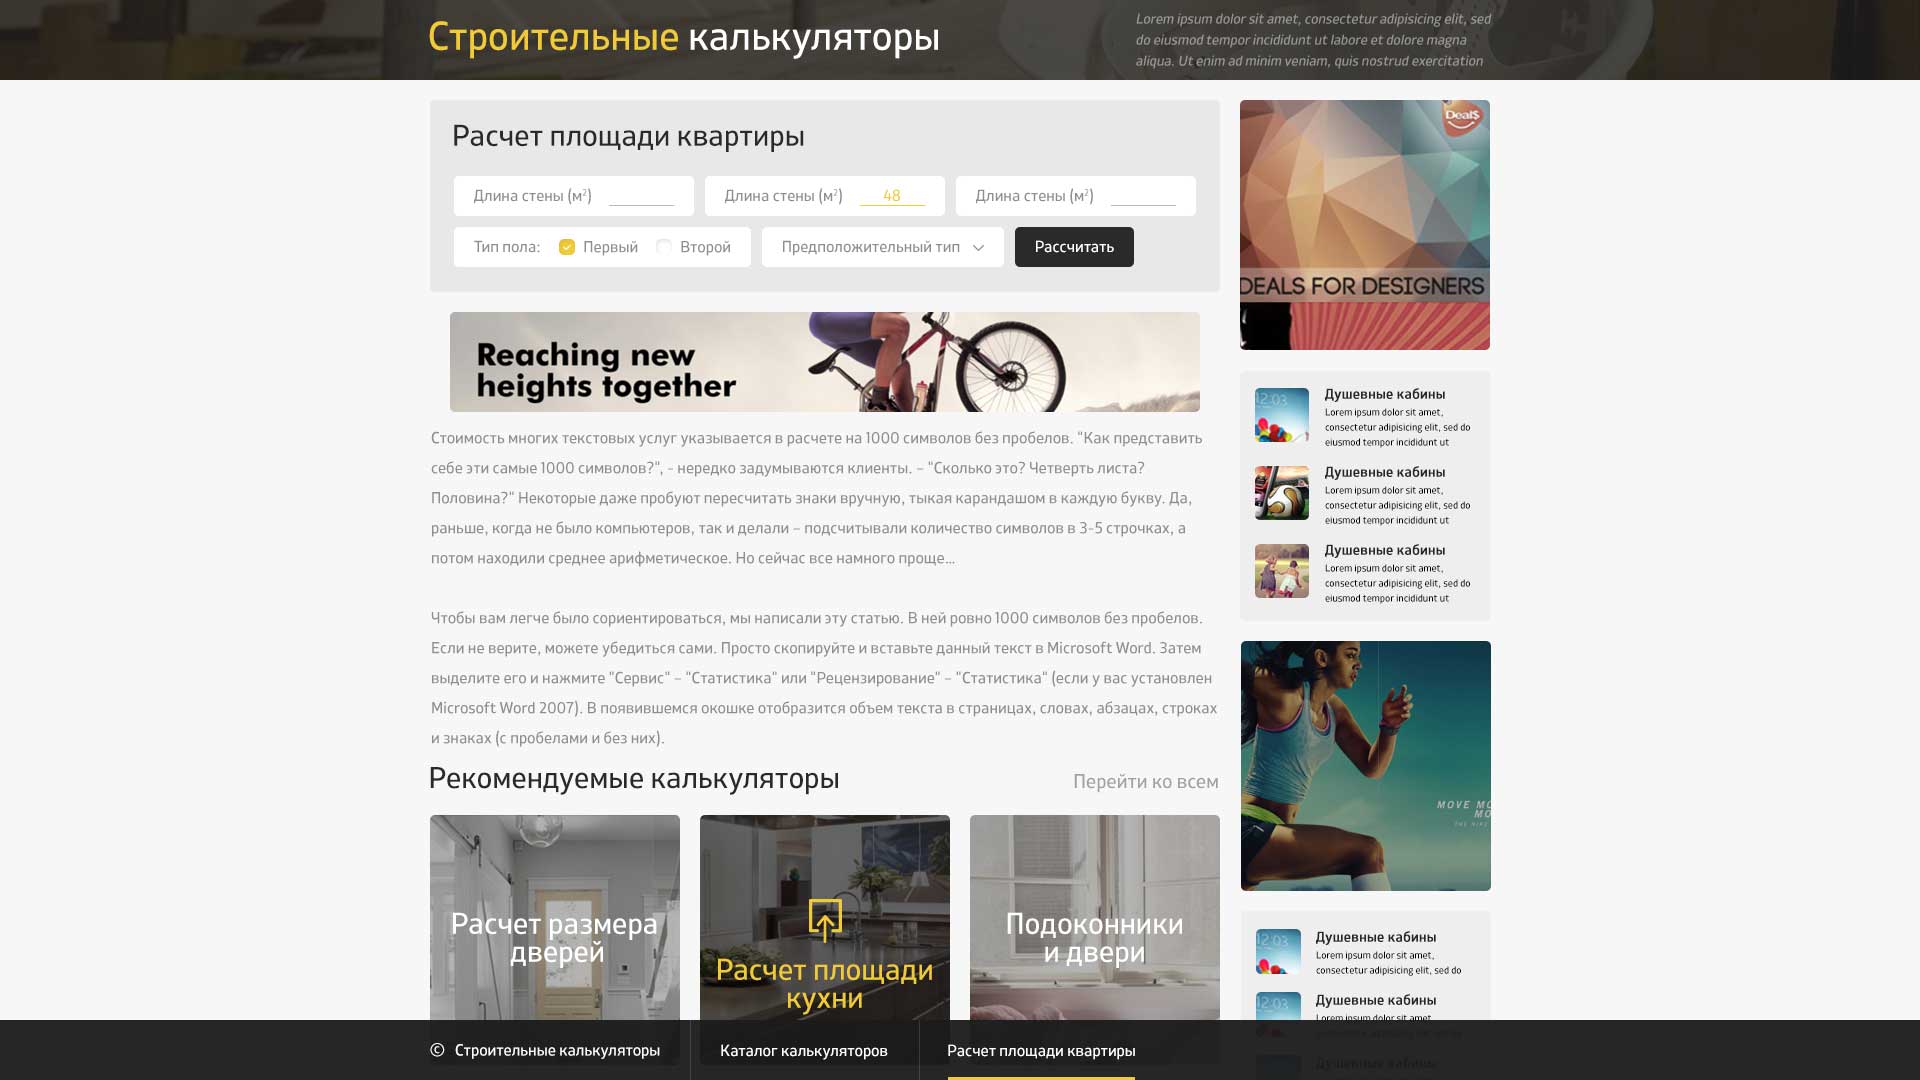 Строительные калькуляторы
Lorem ipsum dolor sit amet, consectetur adipisicing elit, sed
do eiusmod tempor incididunt ut labore et dolore magna
aliqua. Ut enim ad minim veniam, quis nostrud exercitation
Расчет площади квартиры
Длина стены (м²)
Длина стены (м²) 48
Длина стены (м²)
Тип пола: Первый Второй
Предположительный тип
Рассчитать
Reaching new
heights together
Стоимость многих текстовых услуг указывается в расчете на 1000 символов без пробелов. "Как представить
себе эти самые 1000 символов?", - нередко задумываются клиенты. – "Сколько это? Четверть листа?
Половина?" Некоторые даже пробуют пересчитать знаки вручную, тыкая карандашом в каждую букву. Да,
раньше, когда не было компьютеров, так и делали – подсчитывали количество символов в 3-5 строчках, а
потом находили среднее арифметическое. Но сейчас все намного проще...
Чтобы вам легче было сориентироваться, мы написали эту статью. В ней ровно 1000 символов без пробелов.
Если не верите, можете убедиться сами. Просто скопируйте и вставьте данный текст в Microsoft Word. Затем
выделите его и нажмите "Сервис" – "Статистика" или "Рецензирование" – "Статистика" (если у вас установлен
Microsoft Word 2007). В появившемся окошке отобразится объем текста в страницах, словах, абзацах, строках
и знаках (с пробелами и без них).
Рекомендуемые калькуляторы
Перейти ко всем
Расчет размера
дверей
Расчет площади
кухни
Подоконники
и двери
Deal$
DEALS FOR DESIGNERS
12:03
Душевные кабины
Lorem ipsum dolor sit amet,
consectetur adipisicing elit, sed do
eiusmod tempor incididunt ut
Душевные кабины
Lorem ipsum dolor sit amet,
consectetur adipisicing elit, sed do
eiusmod tempor incididunt ut
Душевные кабины
Lorem ipsum dolor sit amet,
consectetur adipisicing elit, sed do
eiusmod tempor incididunt ut
MOVE MO
MO
12:03
Душевные кабины
Lorem ipsum dolor sit amet,
consectetur adipisicing elit, sed do
12:03
Душевные кабины
Lorem ipsum dolor sit amet,
Душевные кабины
© Строительные калькуляторы
Каталог калькуляторов
Расчет площади квартиры